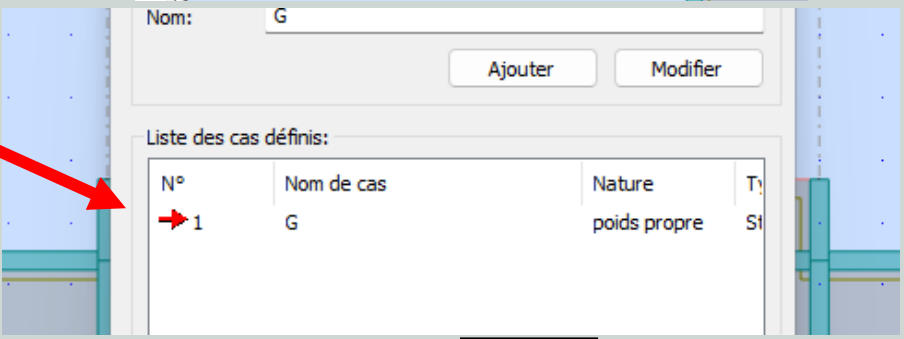 Nom: G
Ajouter Modifier
Liste des cas définis:
N° Nom de cas Nature
1 G poids propre